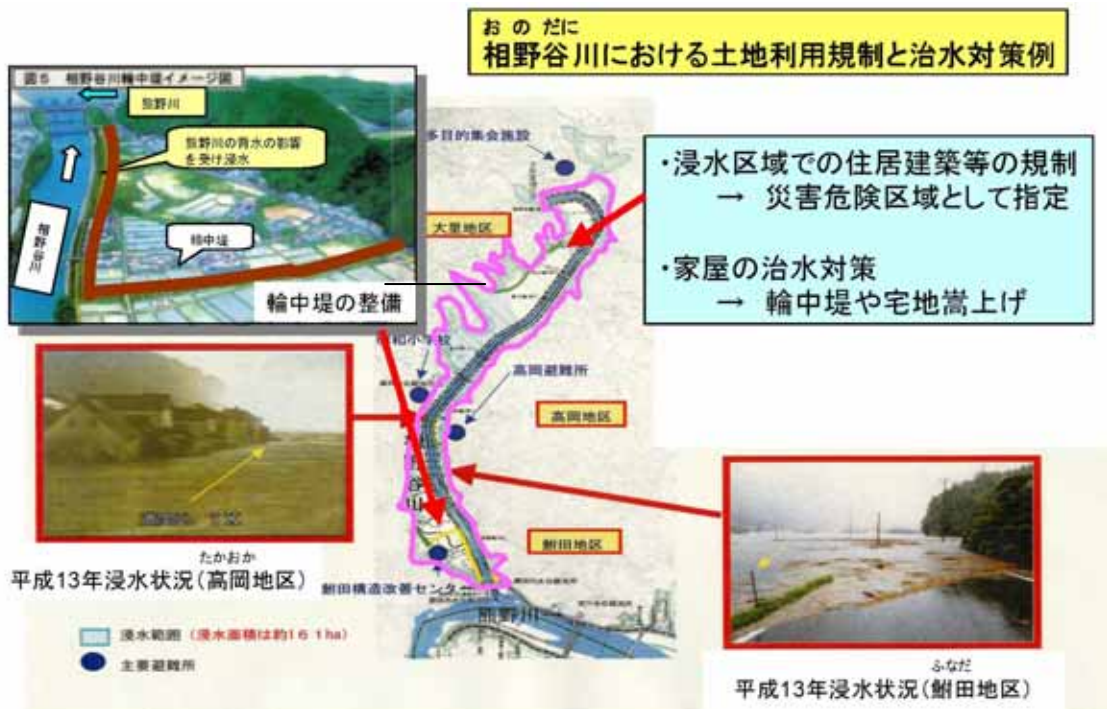 おのだに
相野谷川における土地利用規制と治水対策例
図5 相野谷川輪中堤イメージ図
熊野川
熊野川の背水の影響
を受け浸水
相野谷川
輪中堤
輪中堤の整備
多目的集会施設
大里地区
・浸水区域での住居建築等の規制
→ 災害危険区域として指定
・家屋の治水対策
→ 輪中堤や宅地嵩上げ
高岡避難所
高岡地区
たかおか
平成13年浸水状況(高岡地区)
鮒田地区
鮒田構造改善センター
熊野川
浸水範囲 (浸水面積は約161ha)
主要避難所
ふなだ
平成13年浸水状況(鮒田地区)